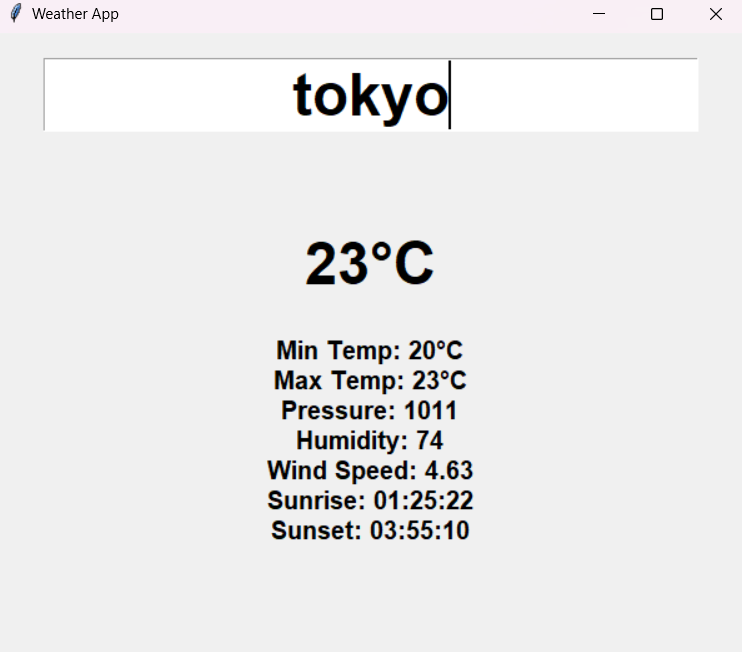 Weather App
tokyo
23°C
Min Temp: 20°C
Max Temp: 23°C
Pressure: 1011
Humidity: 74
Wind Speed: 4.63
Sunrise: 01:25:22
Sunset: 03:55:10